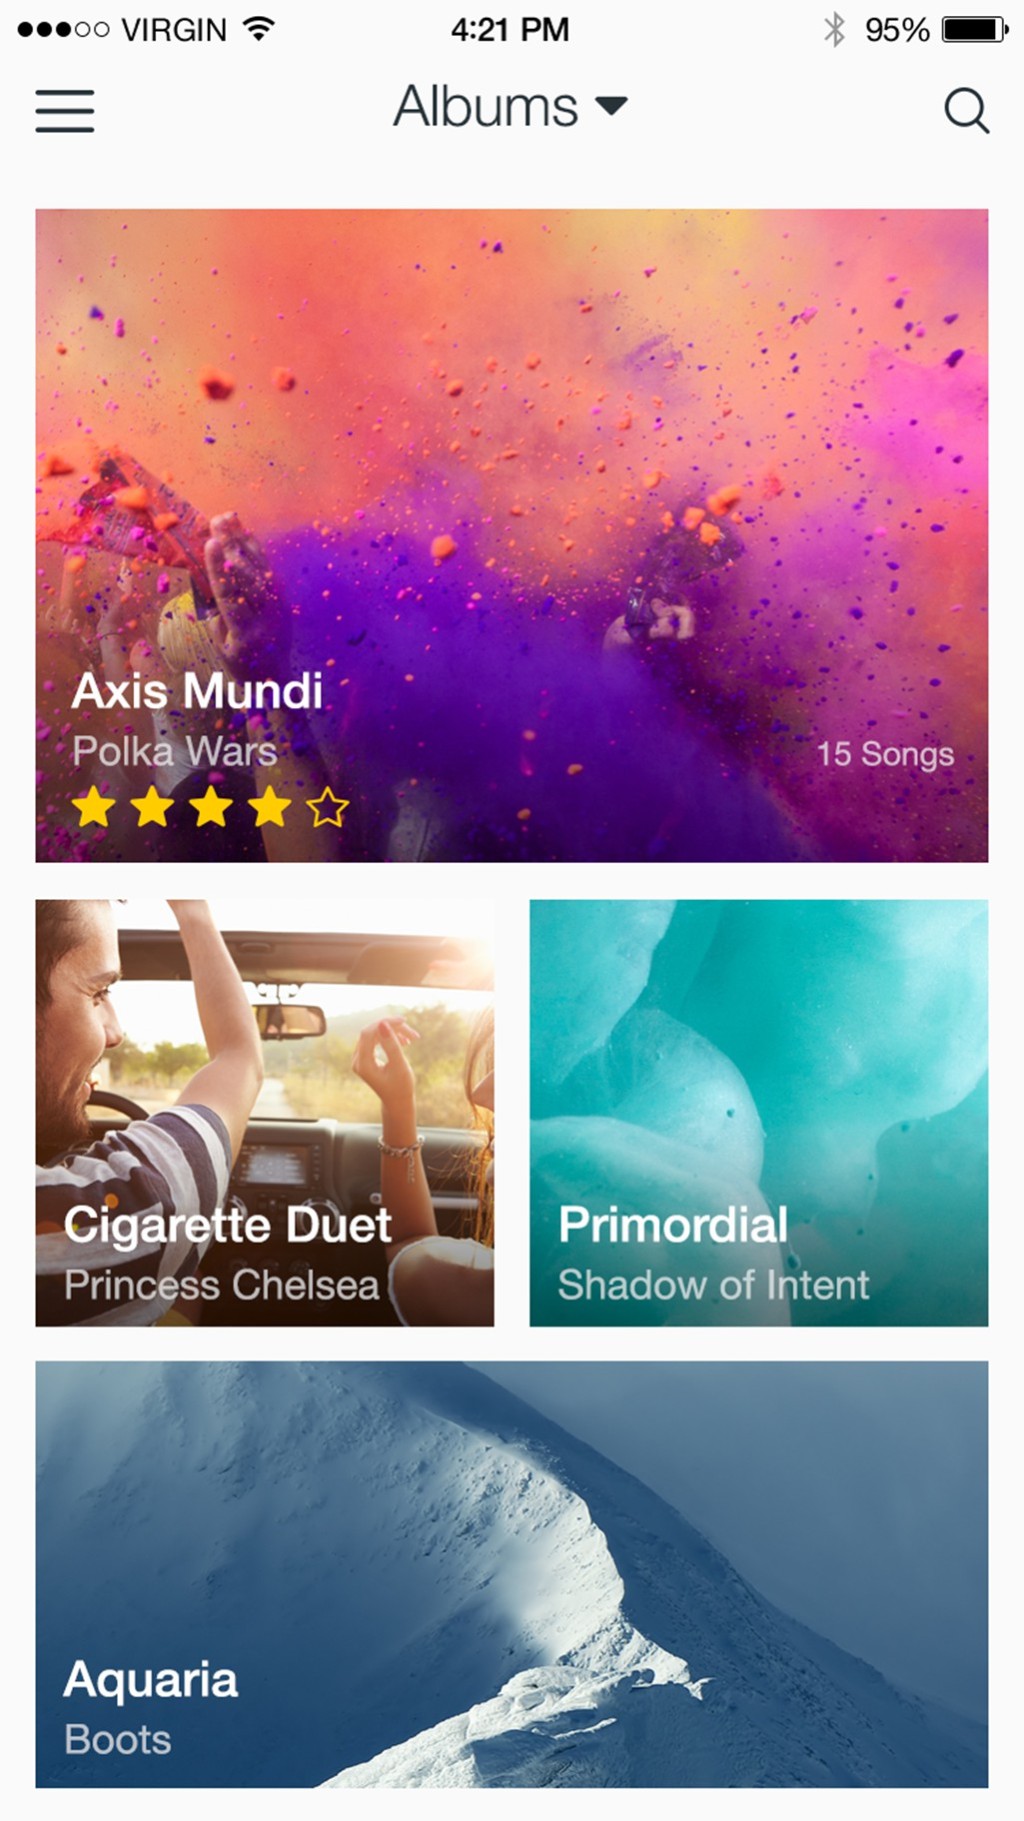 VIRGIN 4:21 PM 95%
Albums
Axis Mundi
Polka Wars
15 Songs
Cigarette Duet
Princess Chelsea
Primordial
Shadow of Intent
Aquaria
Boots